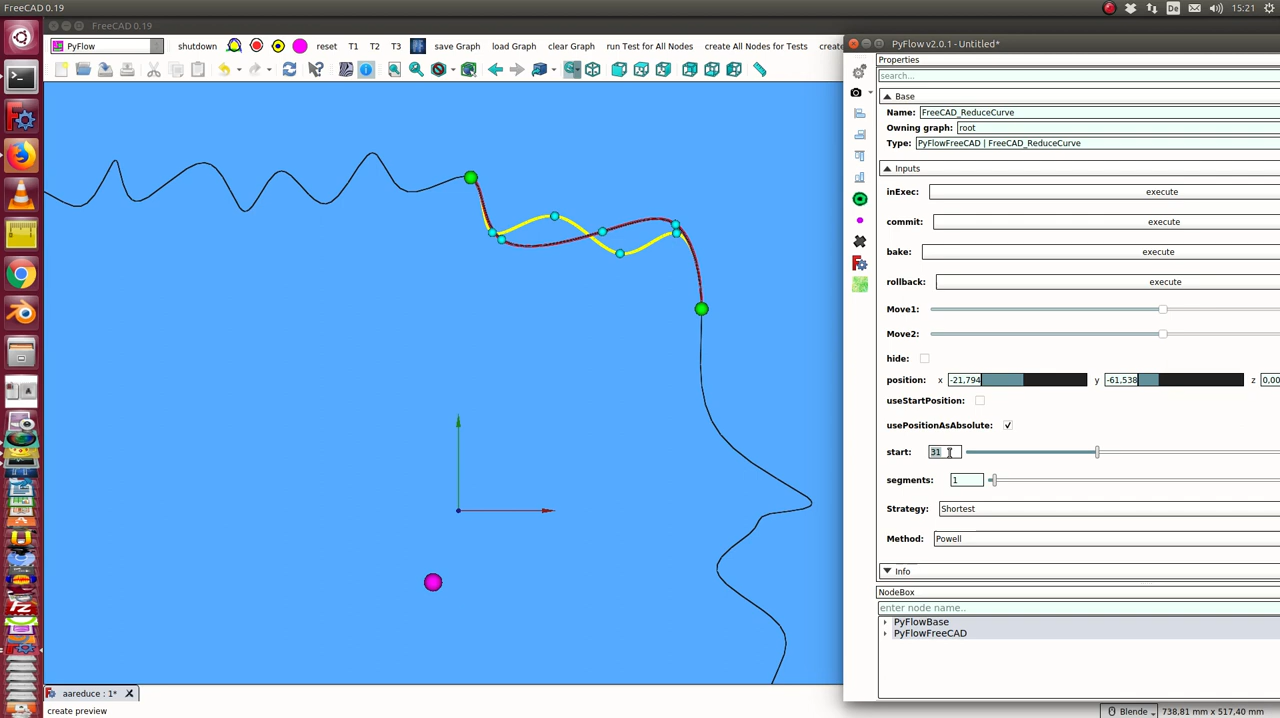 FreeCAD 0.19
De
15:21
FreeCAD 0.19
PyFlow
shutdown
reset
T1
T2
T3
save Graph
load Graph
clear Graph
run Test for All Nodes
create All Nodes for Tests
create
PyFlow v2.0.1 - Untitled*
Properties
search...
Base
Name: FreeCAD_ReduceCurve
Owning graph: root
Type: PyFlowFreeCAD | FreeCAD_ReduceCurve
Inputs
inExec: execute
commit: execute
bake: execute
rollback: execute
Move1:
Move2:
hide:
position: x -21,794 y -61,538 z 0,00
useStartPosition:
usePositionAsAbsolute:
start: 31
segments: 1
Strategy: Shortest
Method: Powell
Info
NodeBox
enter node name..
PyFlowBase
PyFlowFreeCAD
aareduce : 1*
create preview
Blende
738,81 mm x 517,40 mm